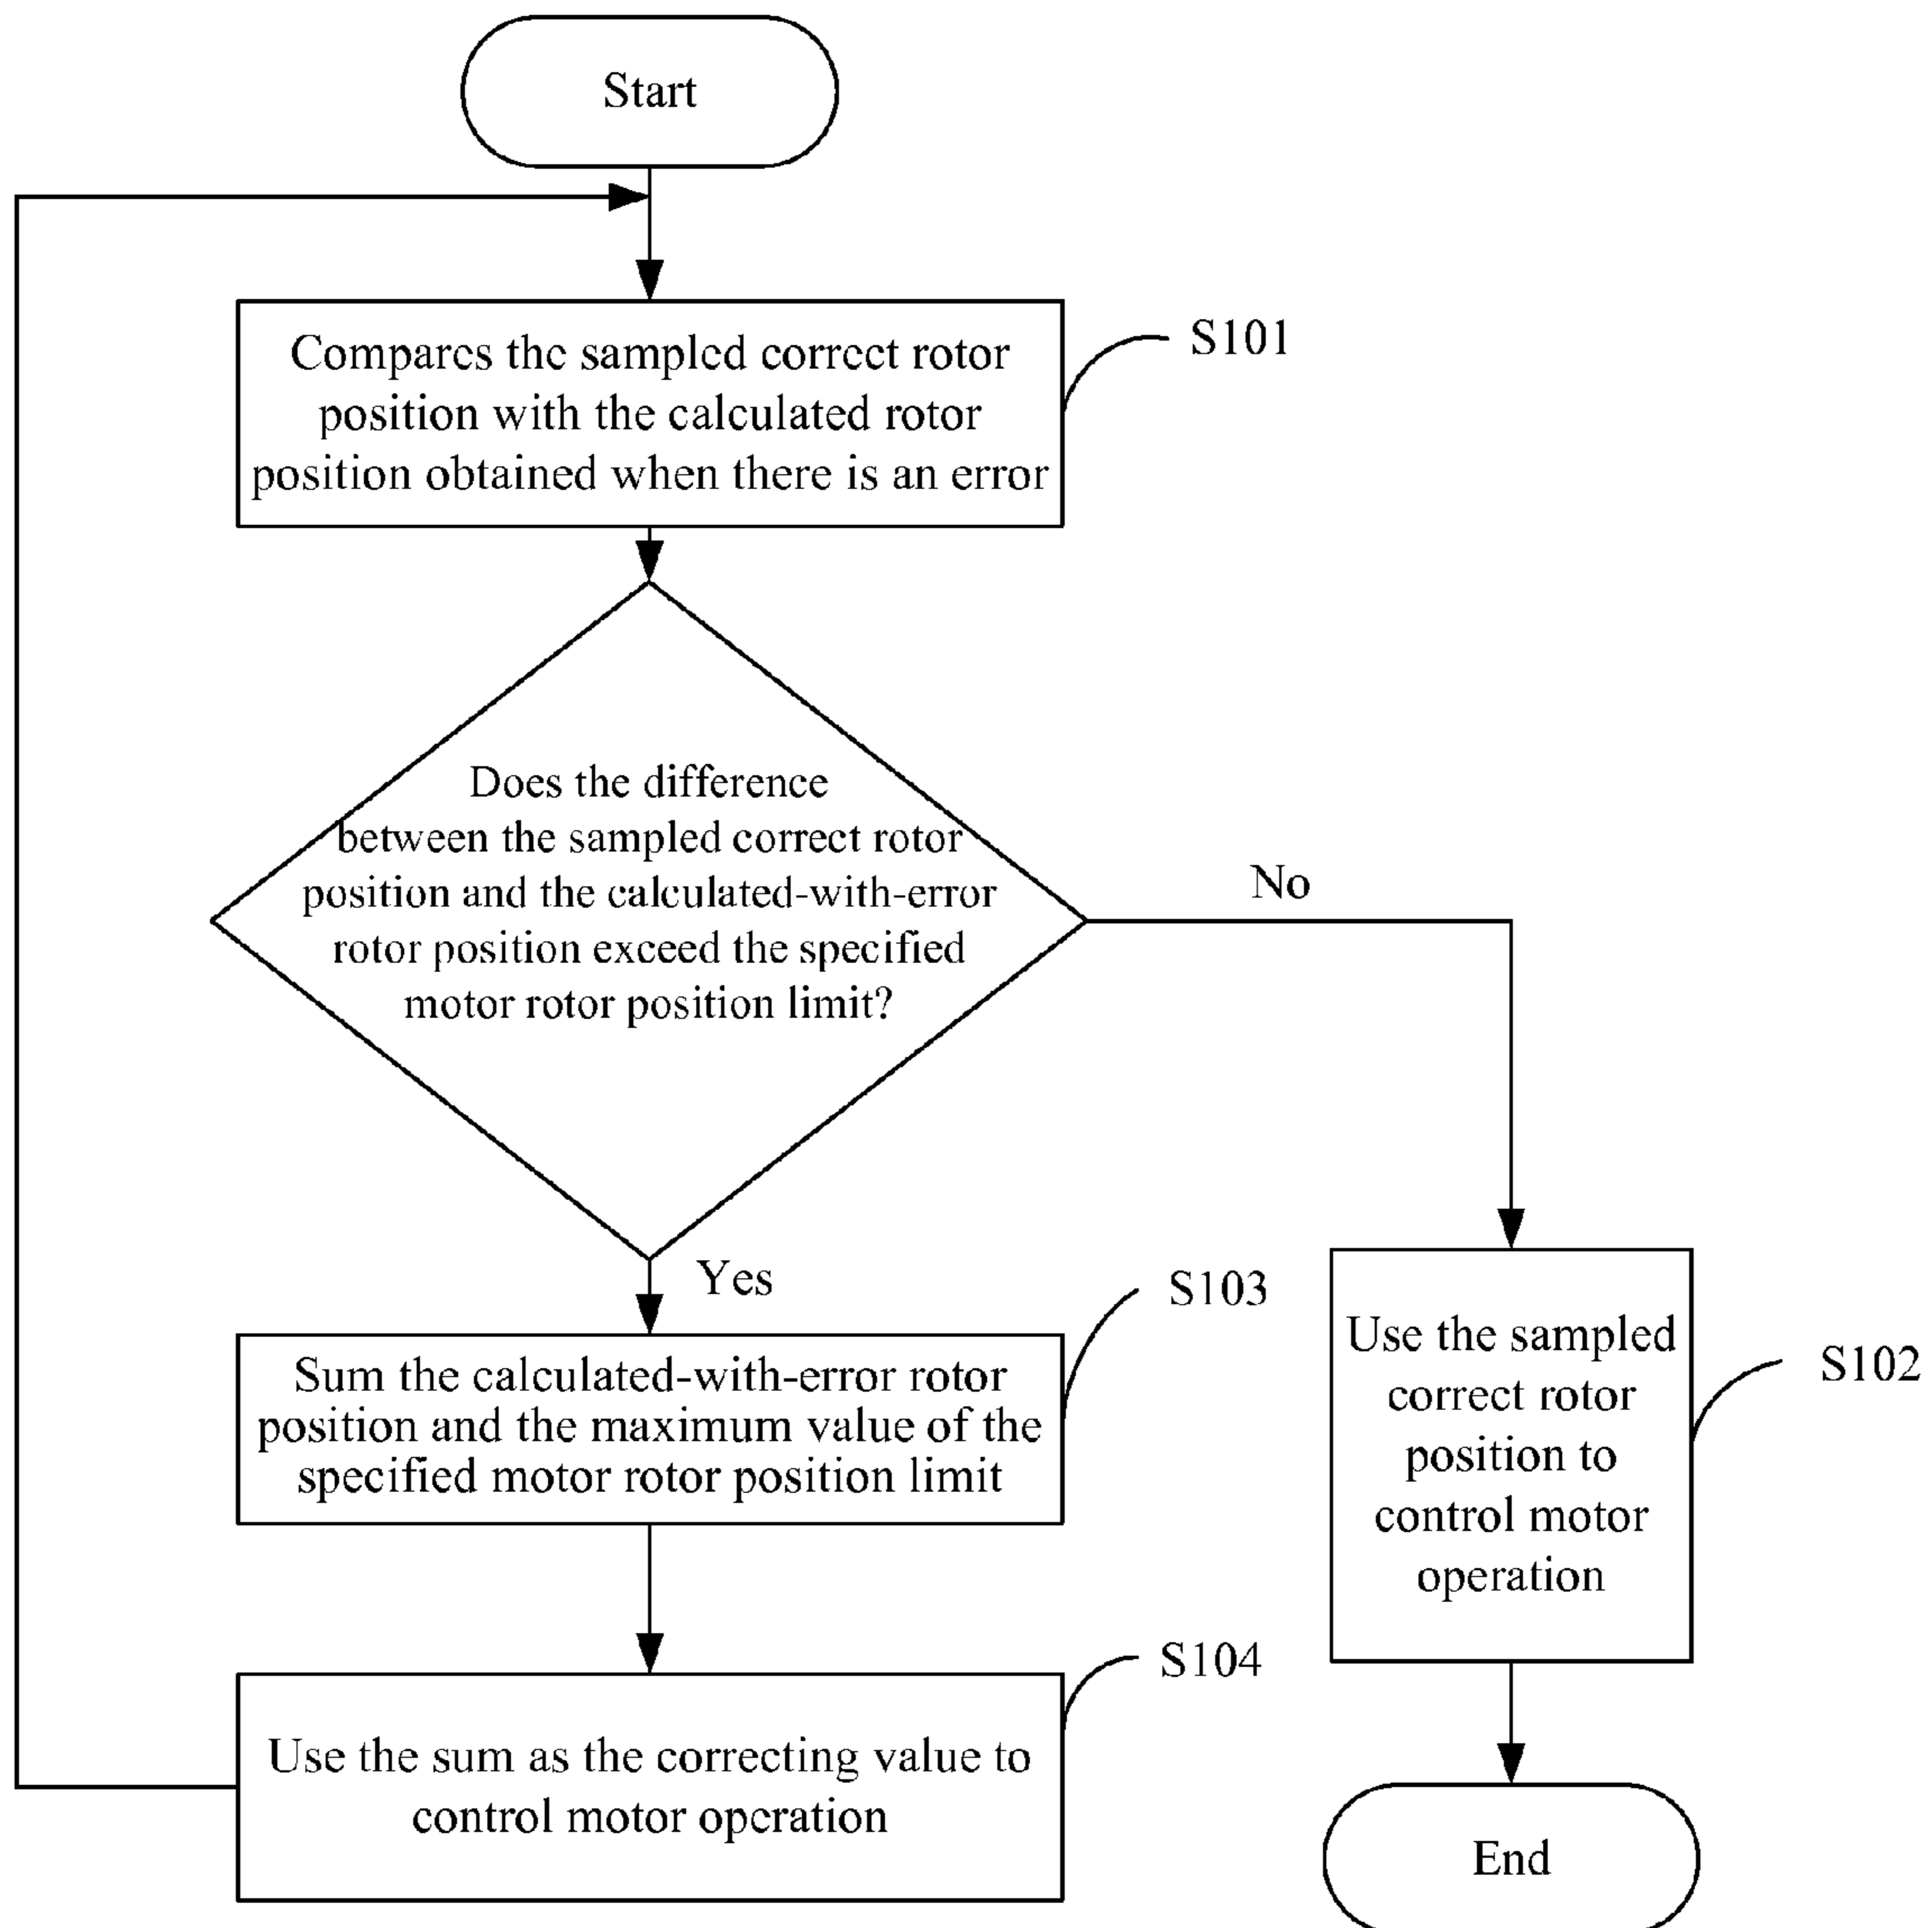 Start
Compares the sampled correct rotor
position with the calculated rotor
position obtained when there is an error
S101
Does the difference
between the sampled correct rotor
position and the calculated-with-error
rotor position exceed the specified
motor rotor position limit?
No
Yes
S103
Sum the calculated-with-error rotor
position and the maximum value of the
specified motor rotor position limit
Use the sampled
correct rotor
position to
control motor
operation
S102
S104
Use the sum as the correcting value to
control motor operation
End